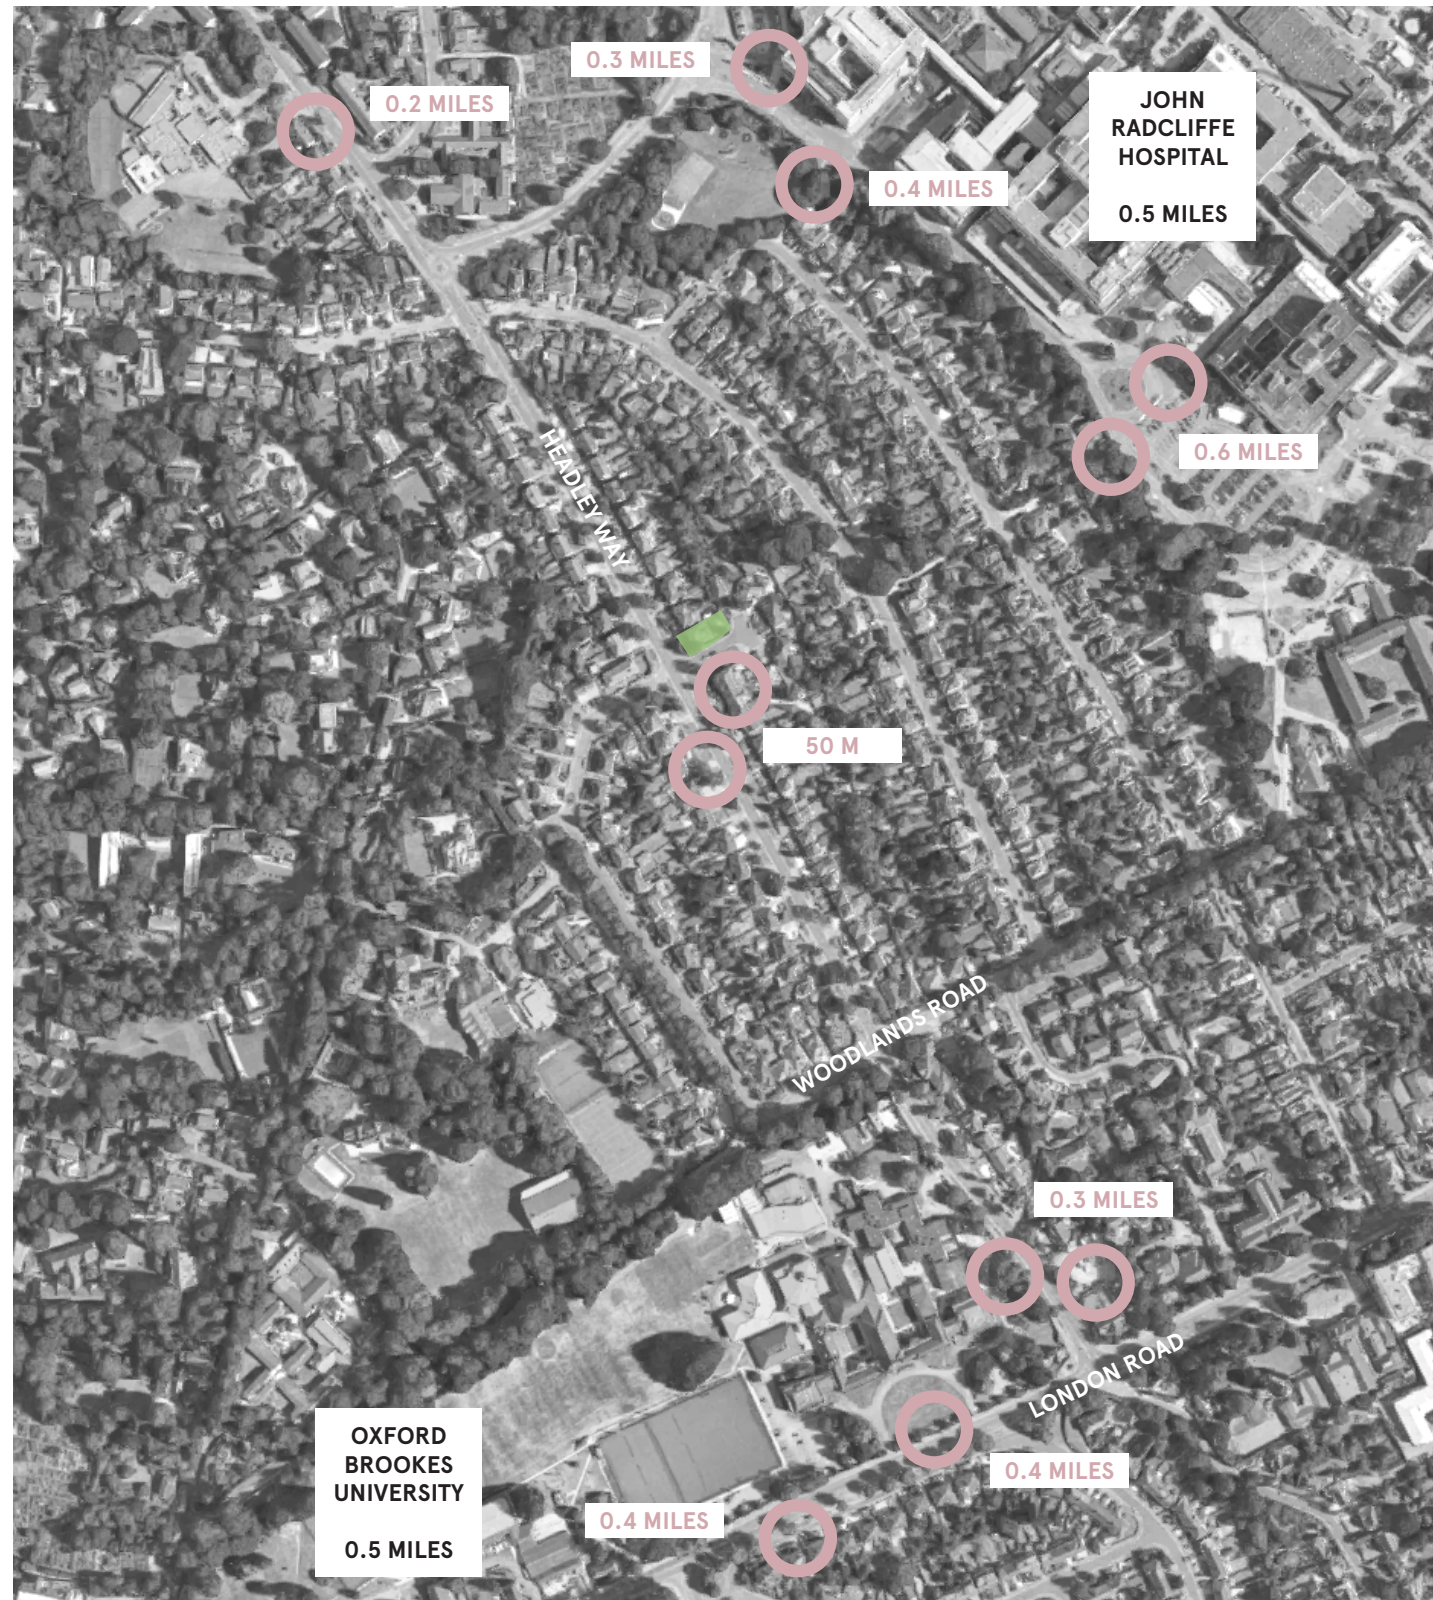 0.3 MILES
0.2 MILES
JOHN
RADCLIFFE
HOSPITAL
0.5 MILES
0.4 MILES
0.6 MILES
HEADLEY WAY
50 M
WOODLANDS ROAD
0.3 MILES
LONDON ROAD
OXFORD
BROOKES
UNIVERSITY
0.5 MILES
0.4 MILES
0.4 MILES